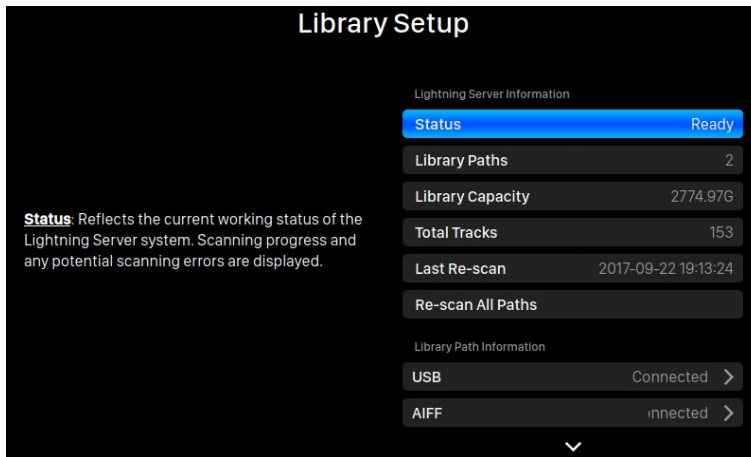 Library Setup
Status: Reflects the current working status of the
Lightning Server system. Scanning progress and
any potential scanning errors are displayed.
Lightning Server Information
Status Ready
Library Paths 2
Library Capacity 2774.97G
Total Tracks 153
Last Re-scan 2017-09-22 19:13:24
Re-scan All Paths
Library Path Information
USB Connected
AIFF nnected